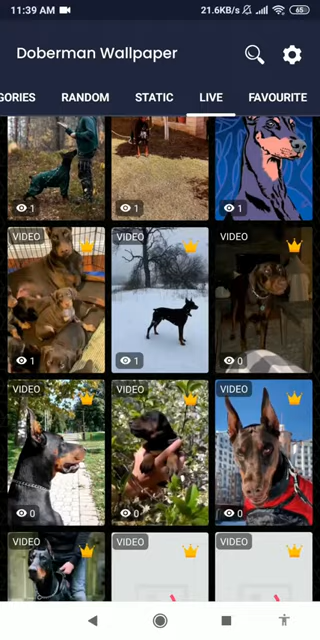 11:39 AM 21.6KB/s 65
Doberman Wallpaper
GORIES RANDOM STATIC LIVE FAVOURITE
1 1 1
VIDEO VIDEO VIDEO
1 1 0
VIDEO VIDEO VIDEO
0 0 0
VIDEO VIDEO VIDEO